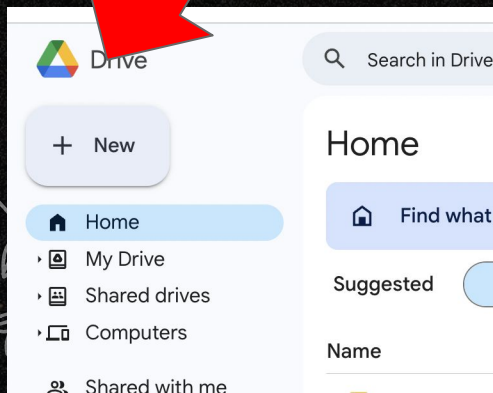 Drive
Search in Drive
New
Home
Home
Find what
My Drive
Suggested
Shared drives
Computers
Name
Shared with me